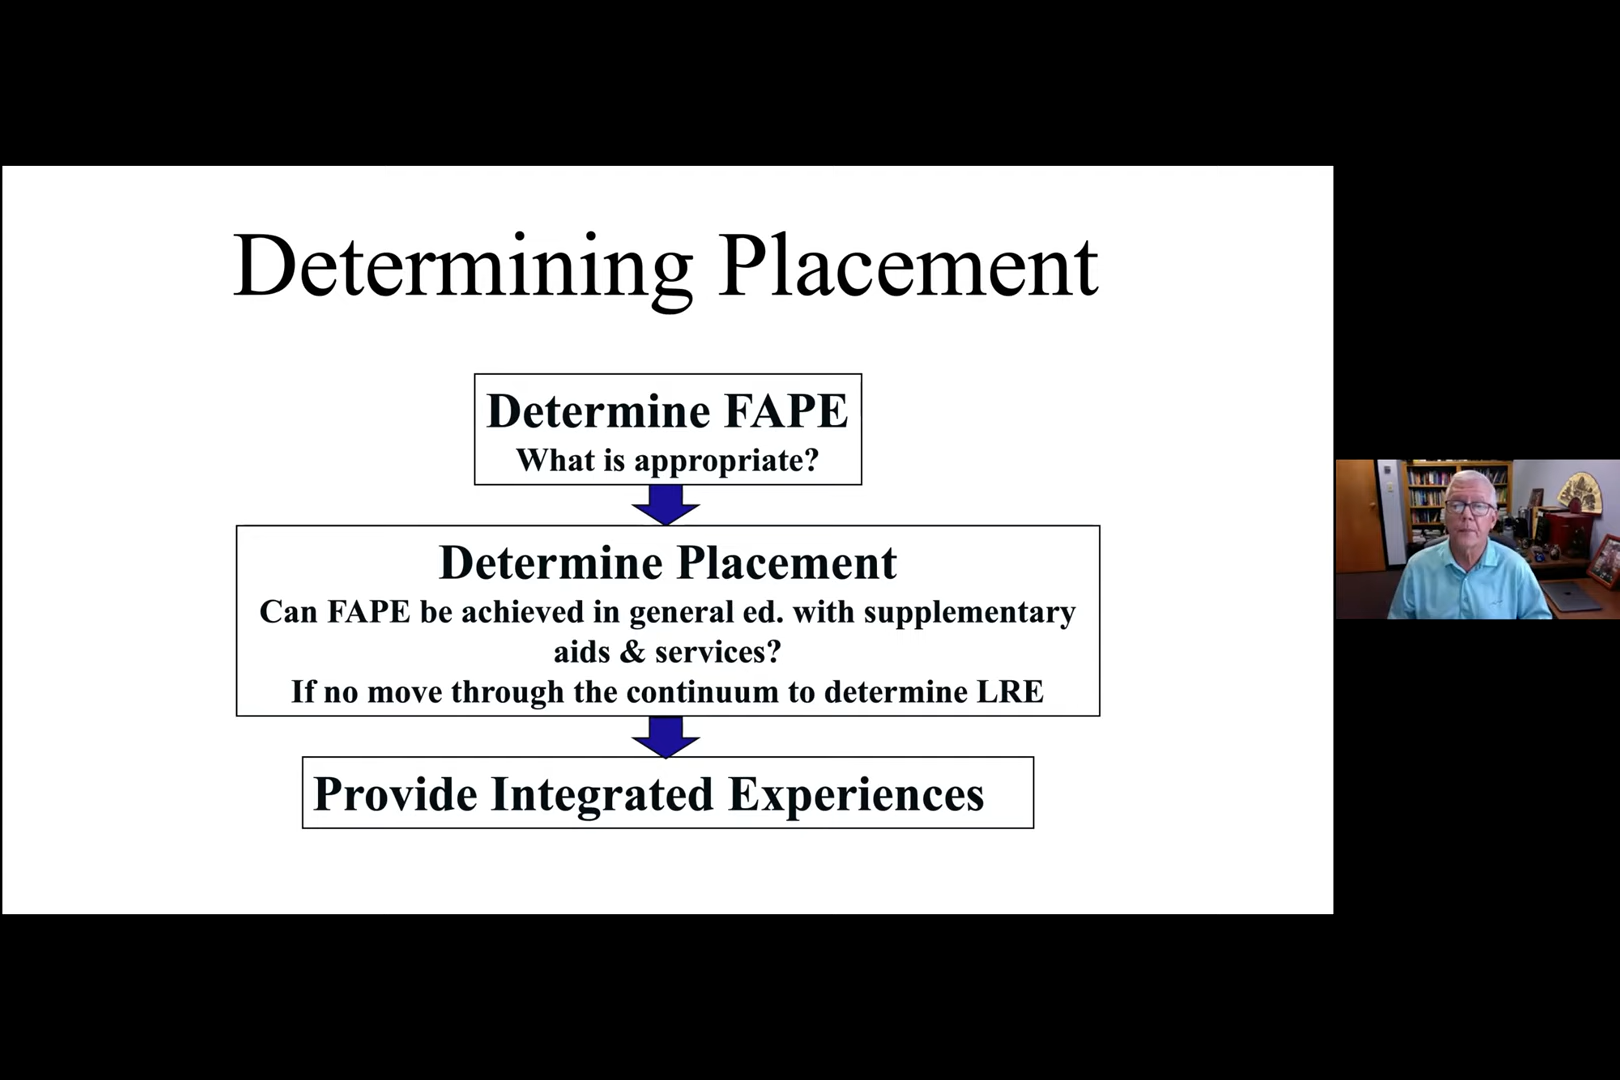 Determining Placement
Determine FAPE
What is appropriate?
Determine Placement
Can FAPE be achieved in general ed. with supplementary
aids & services?
If no move through the continuum to determine LRE
Provide Integrated Experiences